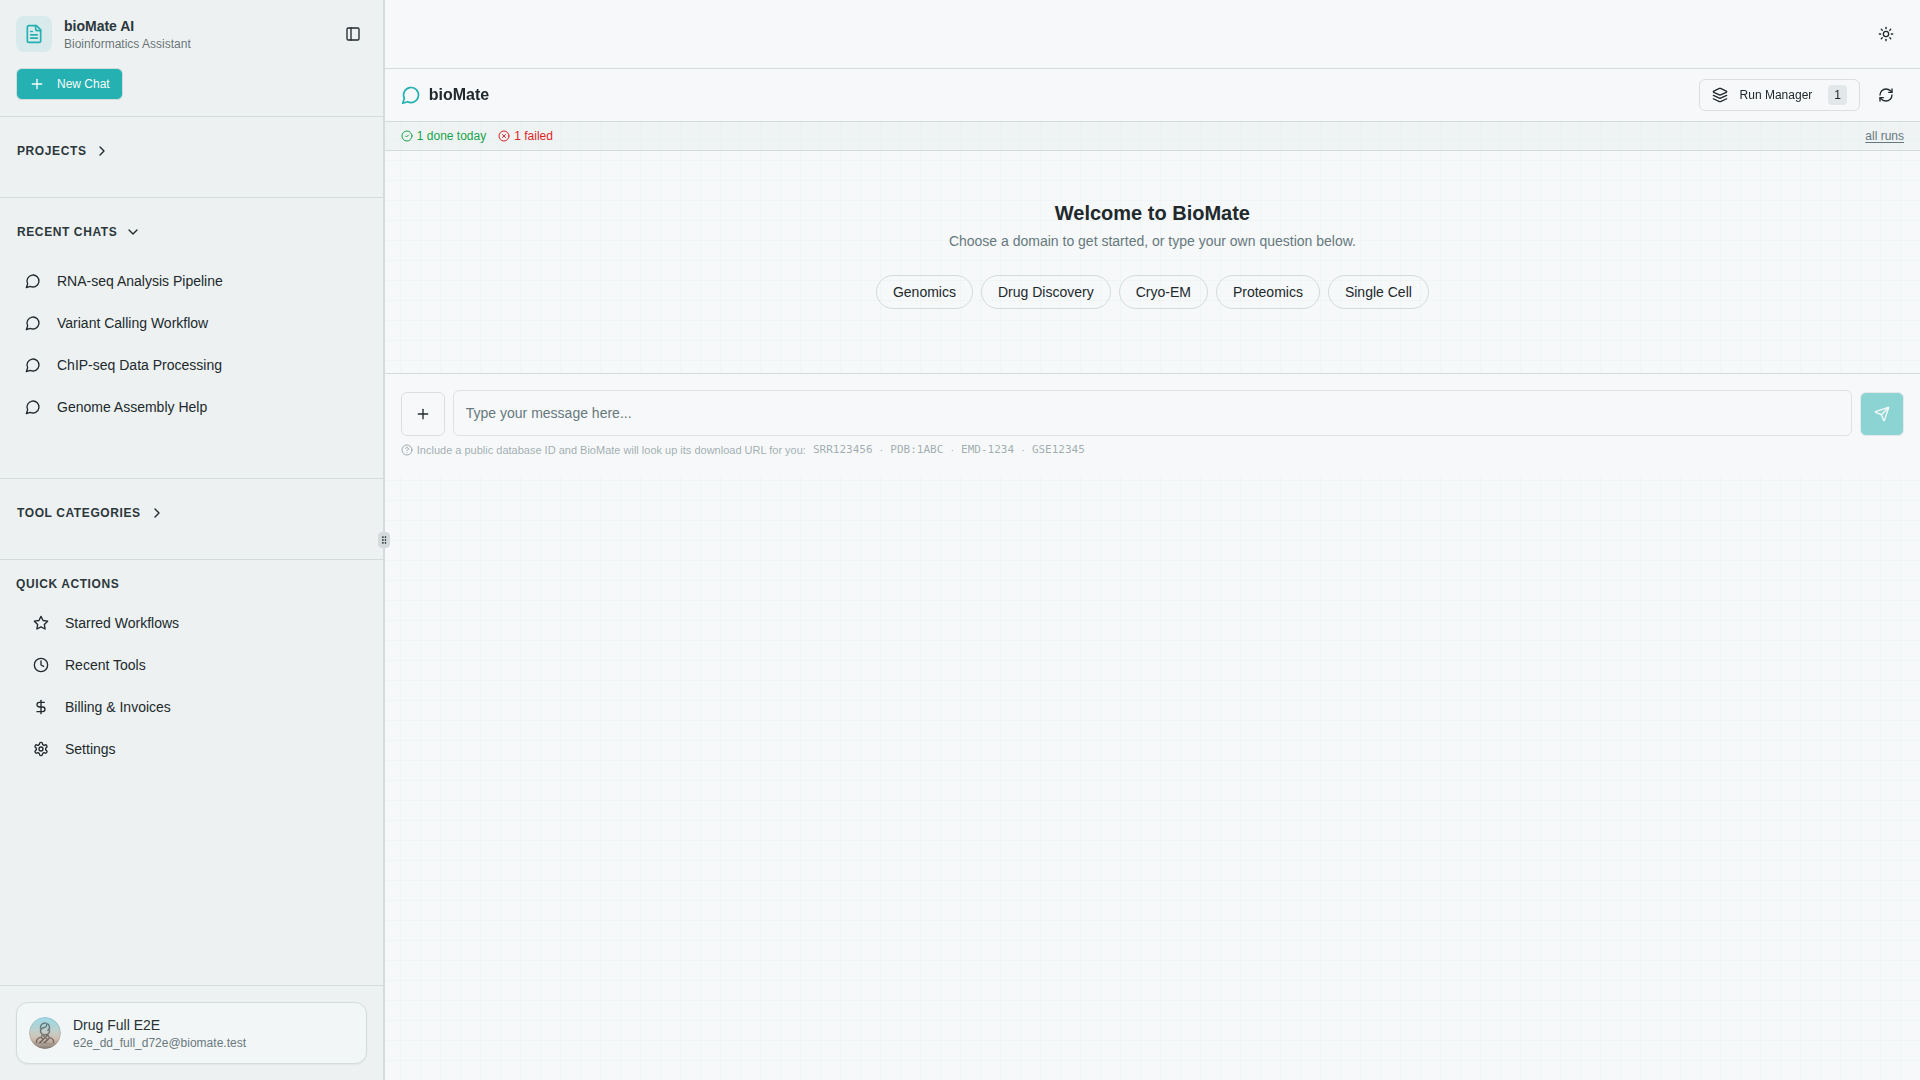 bioMate AI
Bioinformatics Assistant
New Chat
PROJECTS
RECENT CHATS
RNA-seq Analysis Pipeline
Variant Calling Workflow
ChIP-seq Data Processing
Genome Assembly Help
TOOL CATEGORIES
QUICK ACTIONS
Starred Workflows
Recent Tools
Billing & Invoices
Settings
Drug Full E2E
e2e_dd_full_d72e@biomate.test
bioMate
Run Manager 1
1 done today 1 failed
all runs
Welcome to BioMate
Choose a domain to get started, or type your own question below.
Genomics Drug Discovery Cryo-EM Proteomics Single Cell
Type your message here...
Include a public database ID and BioMate will look up its download URL for you: SRR123456 · PDB:1ABC · EMD-1234 · GSE12345